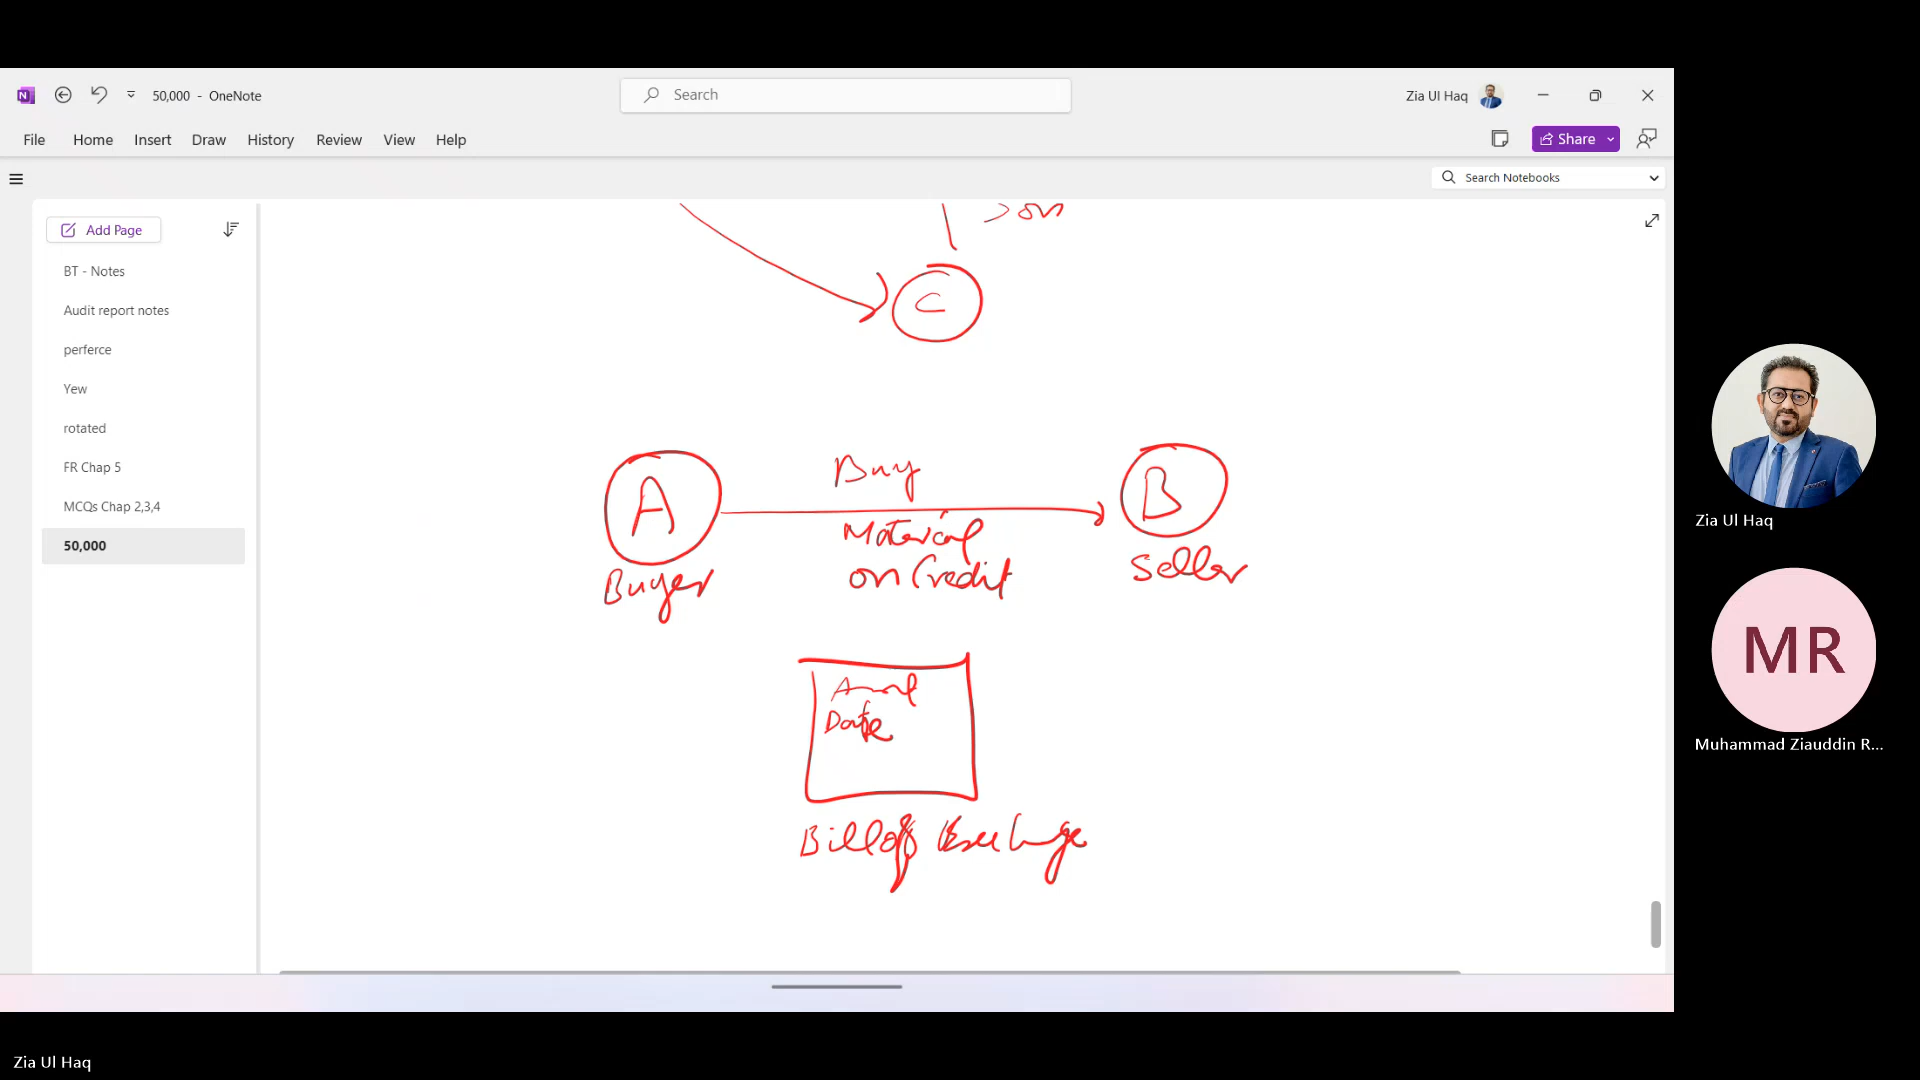 50,000 - OneNote
Search
Zia Ul Haq
File Home Insert Draw History Review View Help
Share
Search Notebooks
Add Page
BT - Notes
Audit report notes
perferce
Yew
rotated
FR Chap 5
MCQs Chap 2,3,4
50,000
C
A
Buyer
Buy
Material
on Credit
B
Seller
Date
Bill of Exchange
Zia Ul Haq
MR
Muhammad Ziauddin R...
Zia Ul Haq